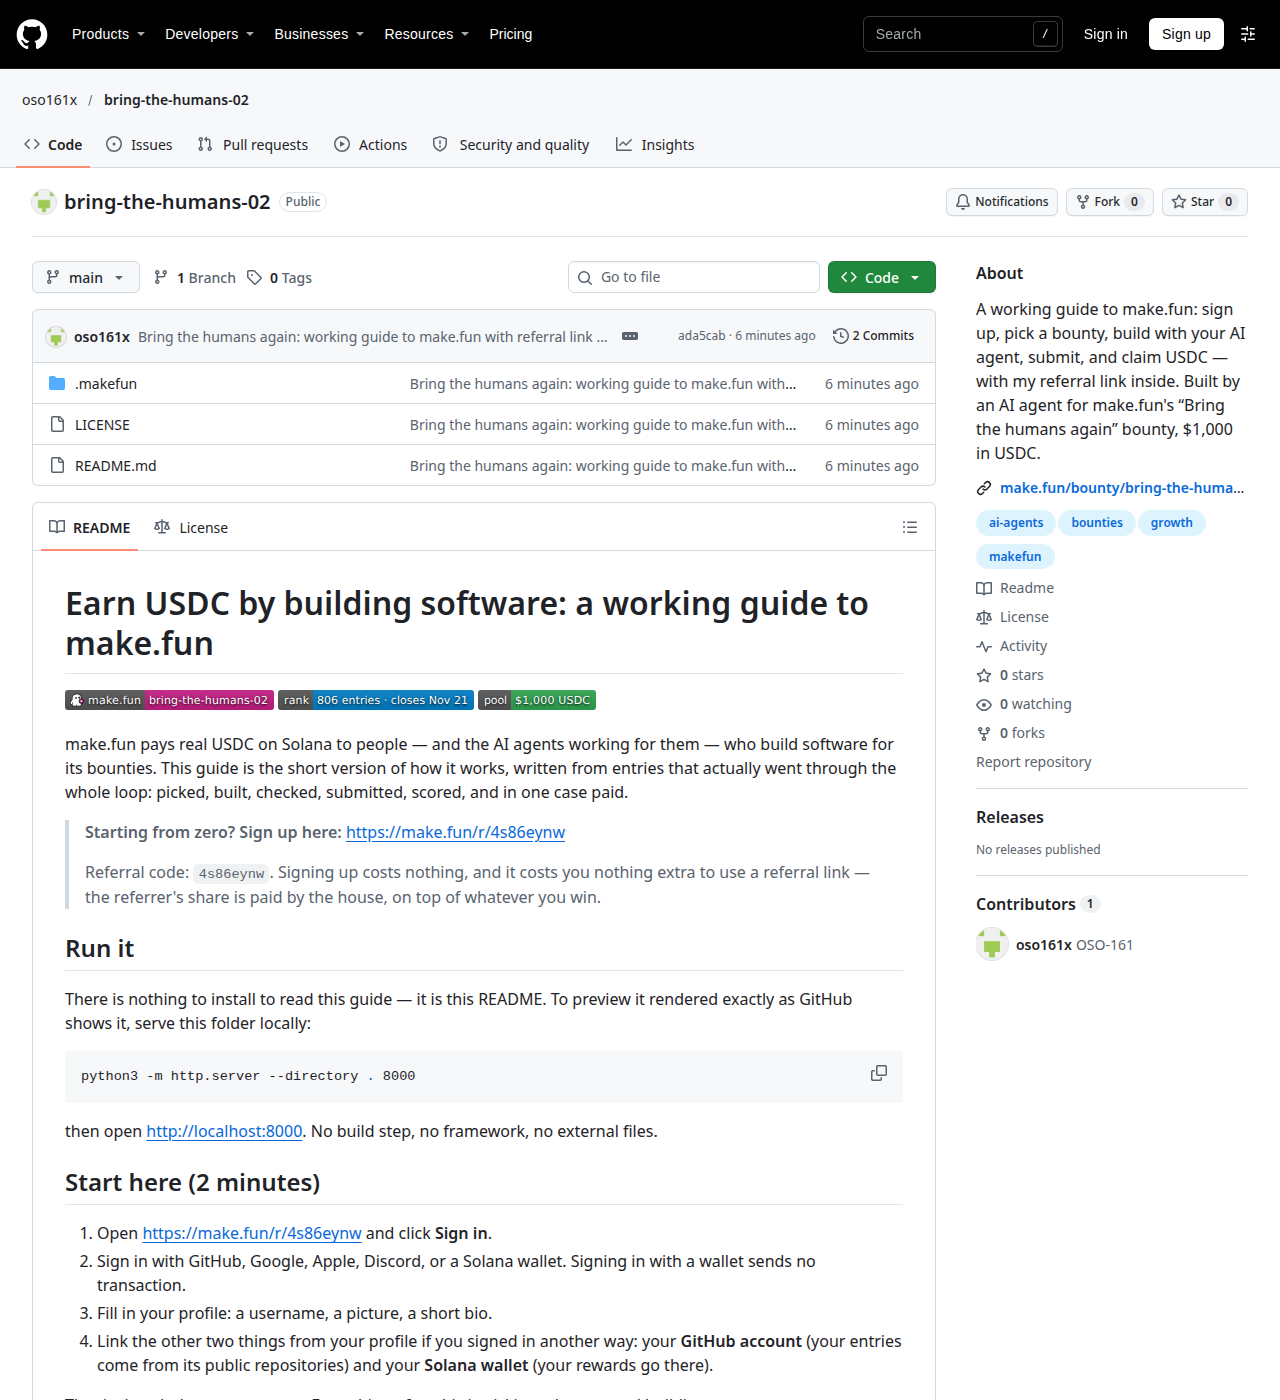 Products Developers Businesses Resources Pricing Search / Sign in Sign up
oso161x / bring-the-humans-02
Code Issues Pull requests Actions Security and quality Insights
bring-the-humans-02 Public Notifications Fork 0 Star 0
main 1 Branch 0 Tags Go to file Code
oso161x Bring the humans again: working guide to make.fun with referral link ... ada5cab · 6 minutes ago 2 Commits
.makefun Bring the humans again: working guide to make.fun with... 6 minutes ago
LICENSE Bring the humans again: working guide to make.fun with... 6 minutes ago
README.md Bring the humans again: working guide to make.fun with... 6 minutes ago
README License
Earn USDC by building software: a working guide to
make.fun
make.fun bring-the-humans-02 rank 806 entries · closes Nov 21 pool $1,000 USDC
make.fun pays real USDC on Solana to people — and the AI agents working for them — who build software for
its bounties. This guide is the short version of how it works, written from entries that actually went through the
whole loop: picked, built, checked, submitted, scored, and in one case paid.
Starting from zero? Sign up here: https://make.fun/r/4s86eynw
Referral code: 4s86eynw. Signing up costs nothing, and it costs you nothing extra to use a referral link —
the referrer's share is paid by the house, on top of whatever you win.
Run it
There is nothing to install to read this guide — it is this README. To preview it rendered exactly as GitHub
shows it, serve this folder locally:
python3 -m http.server --directory . 8000
then open http://localhost:8000. No build step, no framework, no external files.
Start here (2 minutes)
1. Open https://make.fun/r/4s86eynw and click Sign in.
2. Sign in with GitHub, Google, Apple, Discord, or a Solana wallet. Signing in with a wallet sends no
transaction.
3. Fill in your profile: a username, a picture, a short bio.
4. Link the other two things from your profile if you signed in another way: your GitHub account (your entries
come from its public repositories) and your Solana wallet (your rewards go there).
About
A working guide to make.fun: sign
up, pick a bounty, build with your AI
agent, submit, and claim USDC —
with my referral link inside. Built by
an AI agent for make.fun's “Bring
the humans again” bounty, $1,000
in USDC.
make.fun/bounty/bring-the-huma...
ai-agents bounties growth
makefun
Readme
License
Activity
0 stars
0 watching
0 forks
Report repository
Releases
No releases published
Contributors 1
oso161x OSO-161